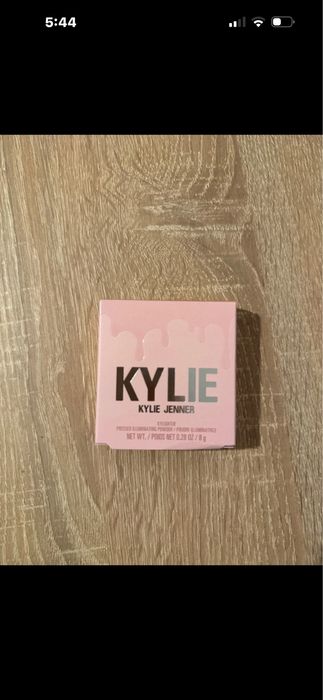 5:44
KYLIE
KYLIE JENNER
KYLIGHTER
PRESSED ILLUMINATING POWDER / POUDRE ILLUMINATRICE
NET WT. / POIDS NET 0.28 OZ / 8 g